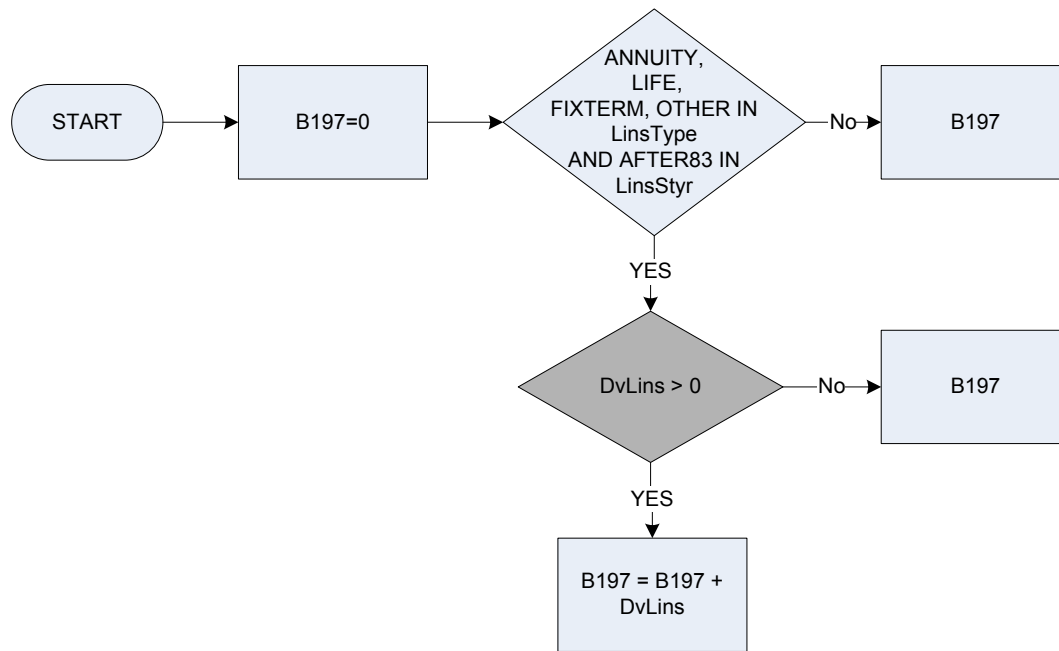 START
B197=0
ANNUITY,
LIFE,
FIXTERM, OTHER IN
LinsType
AND AFTER83 IN
LinsStyr
No
B197
YES
DvLins > 0
No
B197
YES
B197 = B197 +
DvLins